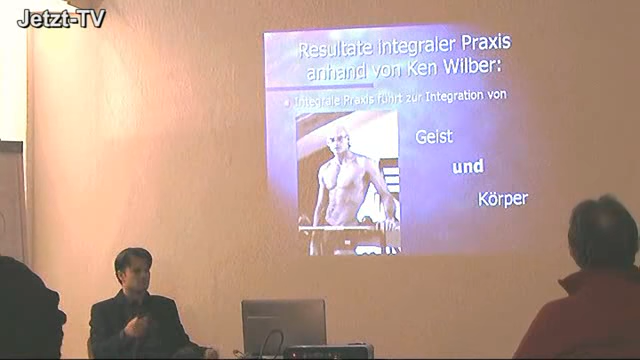 Jetzt-TV
Resultate integraler Praxis
anhand von Ken Wilber:
Integrale Praxis führt zur Integration von
Geist
und
Körper